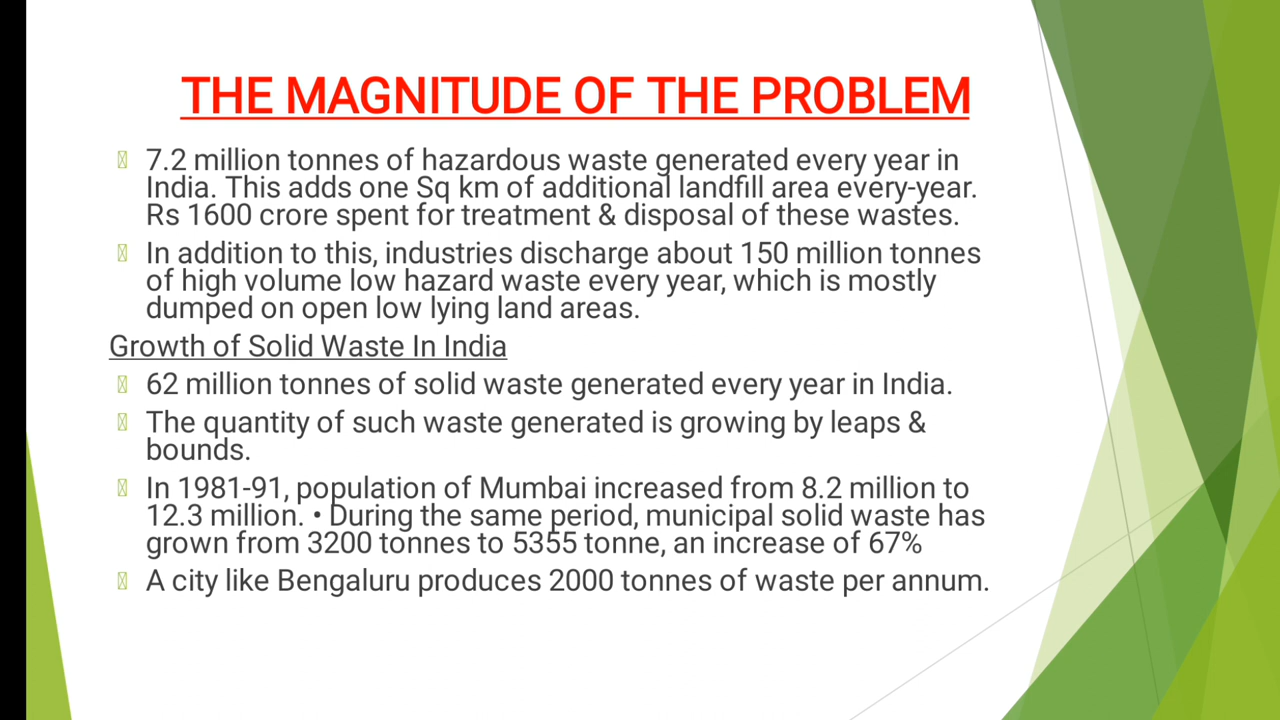 THE MAGNITUDE OF THE PROBLEM
7.2 million tonnes of hazardous waste generated every year in
India. This adds one Sq km of additional landfill area every-year.
Rs 1600 crore spent for treatment & disposal of these wastes.
In addition to this, industries discharge about 150 million tonnes
of high volume low hazard waste every year, which is mostly
dumped on open low lying land areas.
Growth of Solid Waste In India
62 million tonnes of solid waste generated every year in India.
The quantity of such waste generated is growing by leaps &
bounds.
In 1981-91, population of Mumbai increased from 8.2 million to
12.3 million. • During the same period, municipal solid waste has
grown from 3200 tonnes to 5355 tonne, an increase of 67%
A city like Bengaluru produces 2000 tonnes of waste per annum.